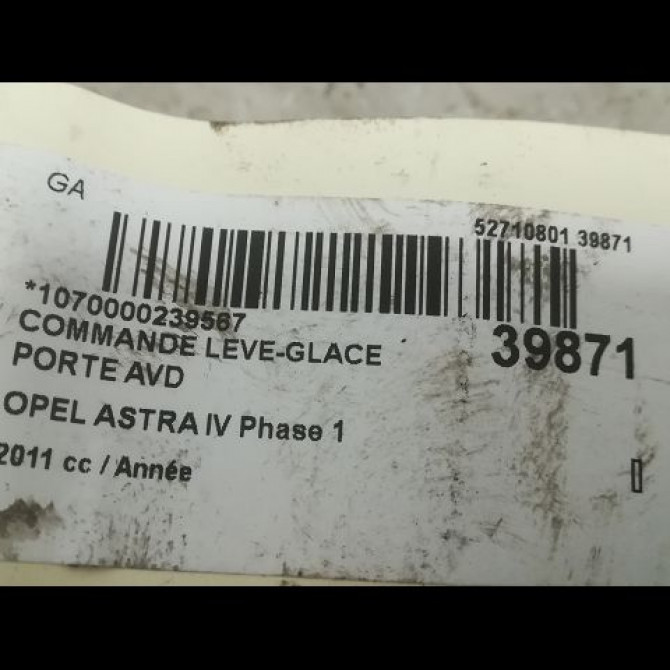 GA
52710801 39871
*1070000239567
39871
COMMANDE LEVE-GLACE
PORTE AVD
OPEL ASTRA IV Phase 1
2011 cc / Année